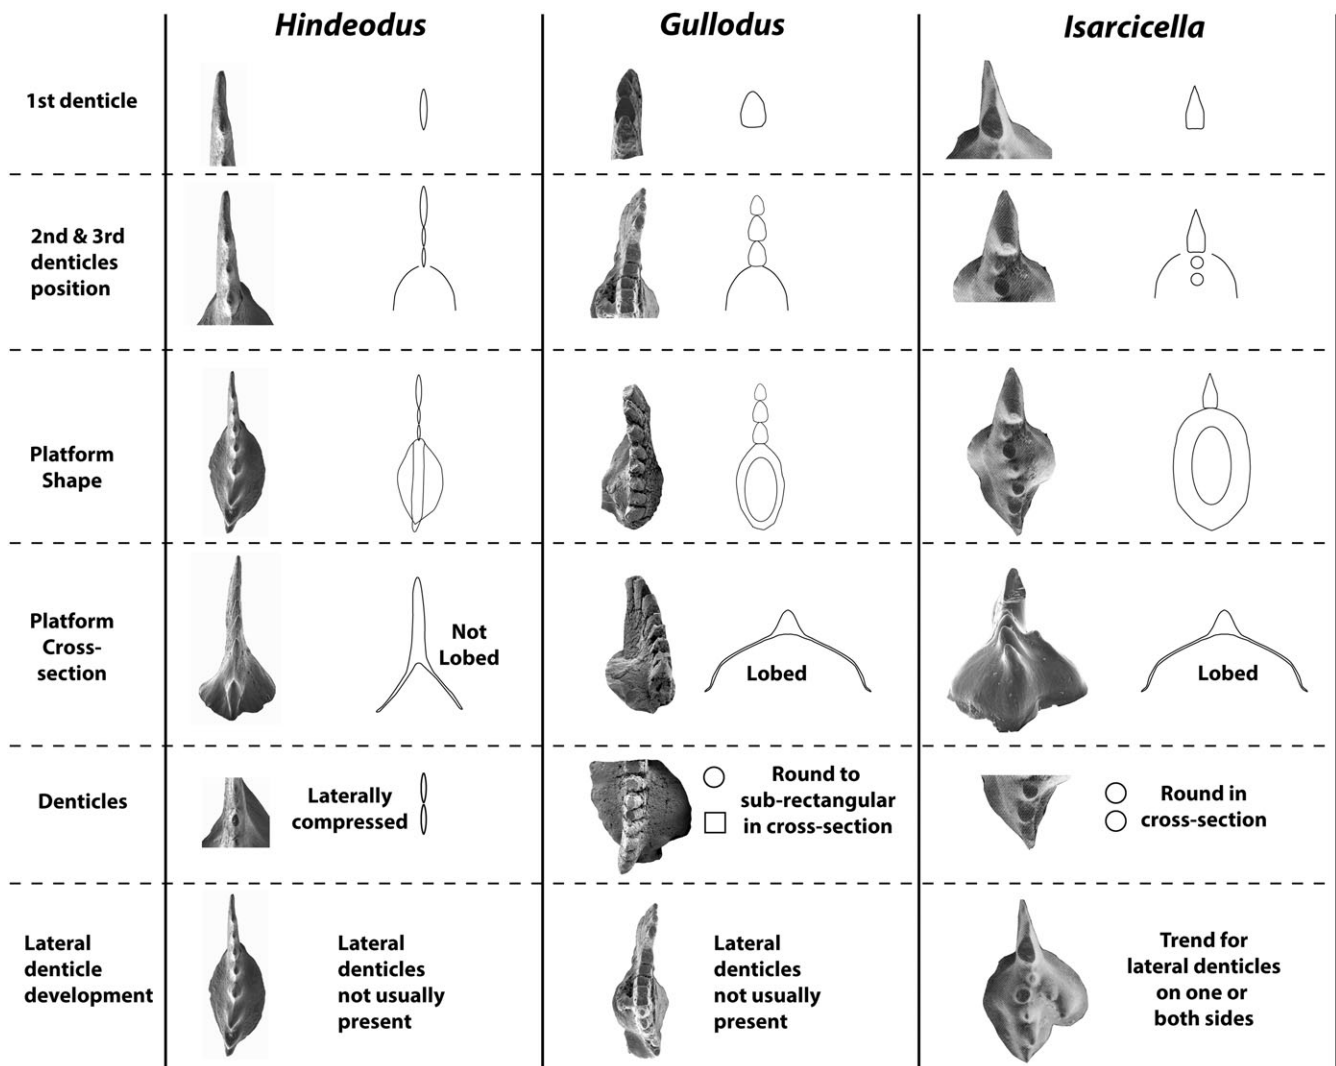 Hindeodus
Gullodus
Isarcicella
1st denticle
2nd & 3rd
denticles
position
Platform
Shape
Platform
Cross-
section
Not
Lobed
Lobed
Lobed
Denticles
Laterally
compressed
Round to
sub-rectangular
in cross-section
Round in
cross-section
Lateral
denticle
development
Lateral
denticles
not usually
present
Lateral
denticles
not usually
present
Trend for
lateral denticles
on one or
both sides